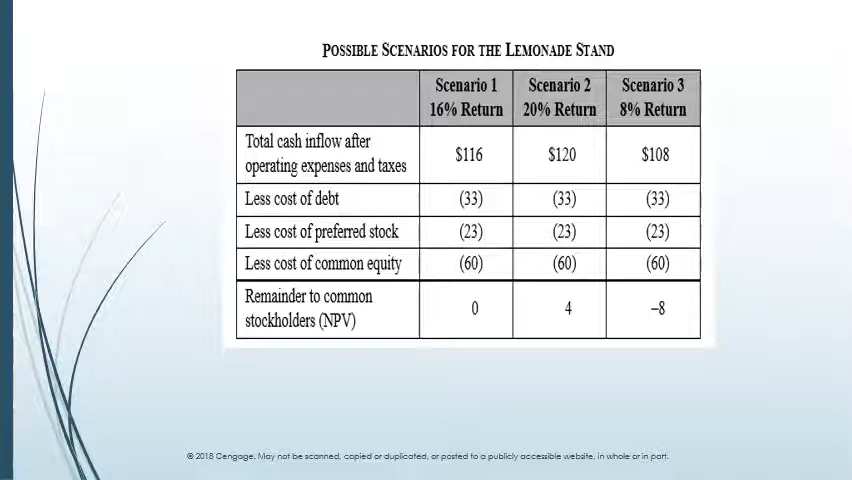 POSSIBLE SCENARIOS FOR THE LEMONADE STAND
Scenario 1 Scenario 2 Scenario 3
16% Return 20% Return 8% Return
Total cash inflow after
operating expenses and taxes $116 $120 $108
Less cost of debt (33) (33) (33)
Less cost of preferred stock (23) (23) (23)
Less cost of common equity (60) (60) (60)
Remainder to common
stockholders (NPV) 0 4 –8
© 2018 Cengage. May not be scanned, copied or duplicated, or posted to a publicly accessible website, in whole or in part.